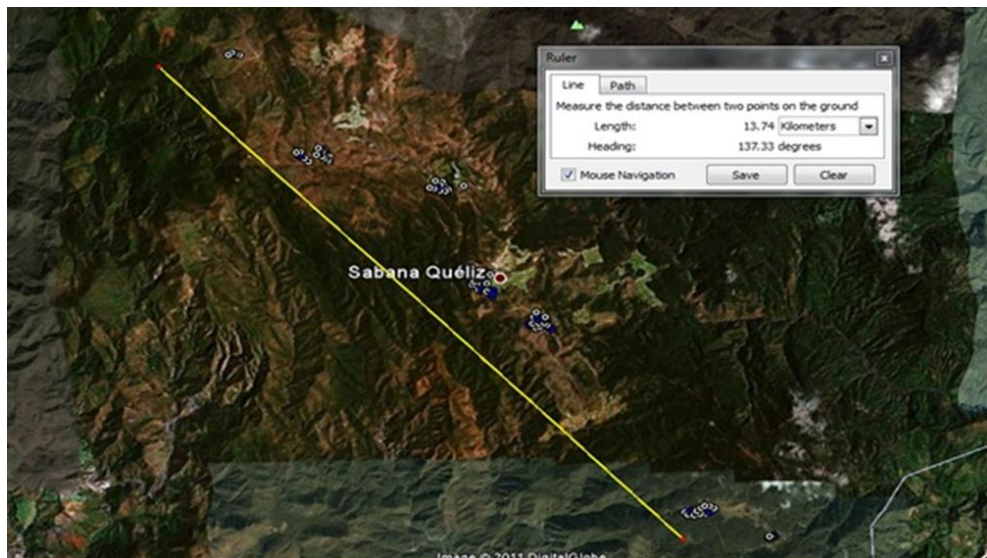 Ruler
Line Path
Measure the distance between two points on the ground
Length: 13.74 Kilometers
Heading: 137.33 degrees
Mouse Navigation Save Clear
Sabana Quéliz
Image © 2011 DigitalGlobe